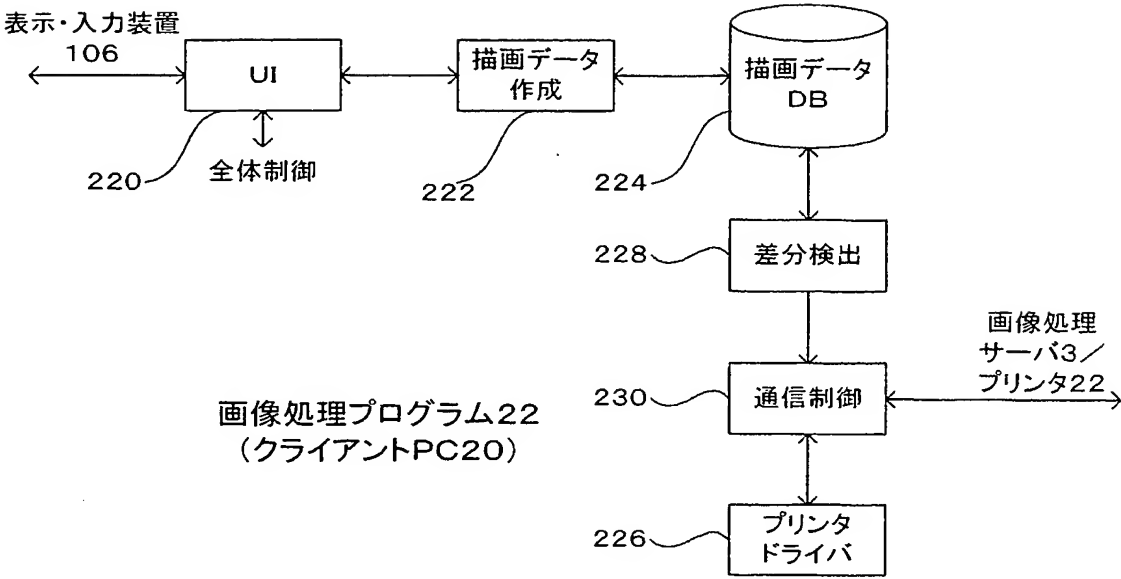 表示・入力装置
106
UI
220
全体制御
描画データ
作成
222
描画データ
DB
224
228
差分検出
画像処理
サーバ3／
プリンタ22
230
通信制御
画像処理プログラム22
（クライアントPC20）
226
プリンタ
ドライバ